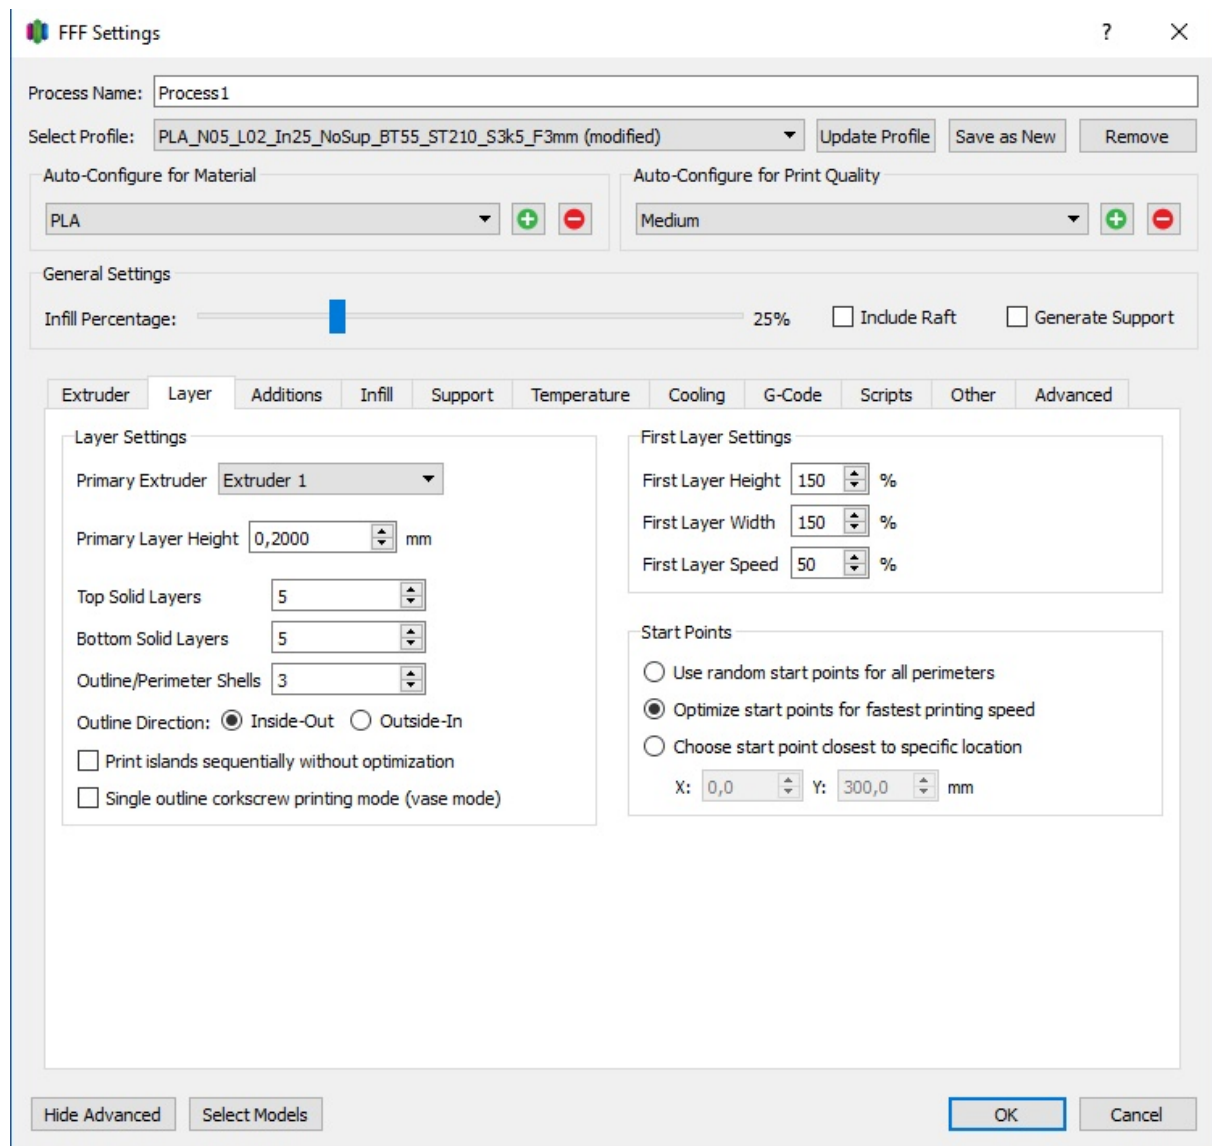 FFF Settings ?
Process Name: Process1
Select Profile: PLA_N05_L02_In25_NoSup_BT55_ST210_S3k5_F3mm (modified) Update Profile Save as New Remove
Auto-Configure for Material
PLA
Auto-Configure for Print Quality
Medium
General Settings
Infill Percentage: 25% Include Raft Generate Support
Extruder Layer Additions Infill Support Temperature Cooling G-Code Scripts Other Advanced
Layer Settings
Primary Extruder Extruder 1
Primary Layer Height 0,2000 mm
Top Solid Layers 5
Bottom Solid Layers 5
Outline/Perimeter Shells 3
Outline Direction: Inside-Out Outside-In
Print islands sequentially without optimization
Single outline corkscrew printing mode (vase mode)
First Layer Settings
First Layer Height 150 %
First Layer Width 150 %
First Layer Speed 50 %
Start Points
Use random start points for all perimeters
Optimize start points for fastest printing speed
Choose start point closest to specific location
X: 0,0 Y: 300,0 mm
Hide Advanced Select Models OK Cancel